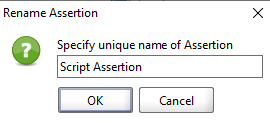 Rename Assertion
Specify unique name of Assertion
Script Assertion
OK
Cancel